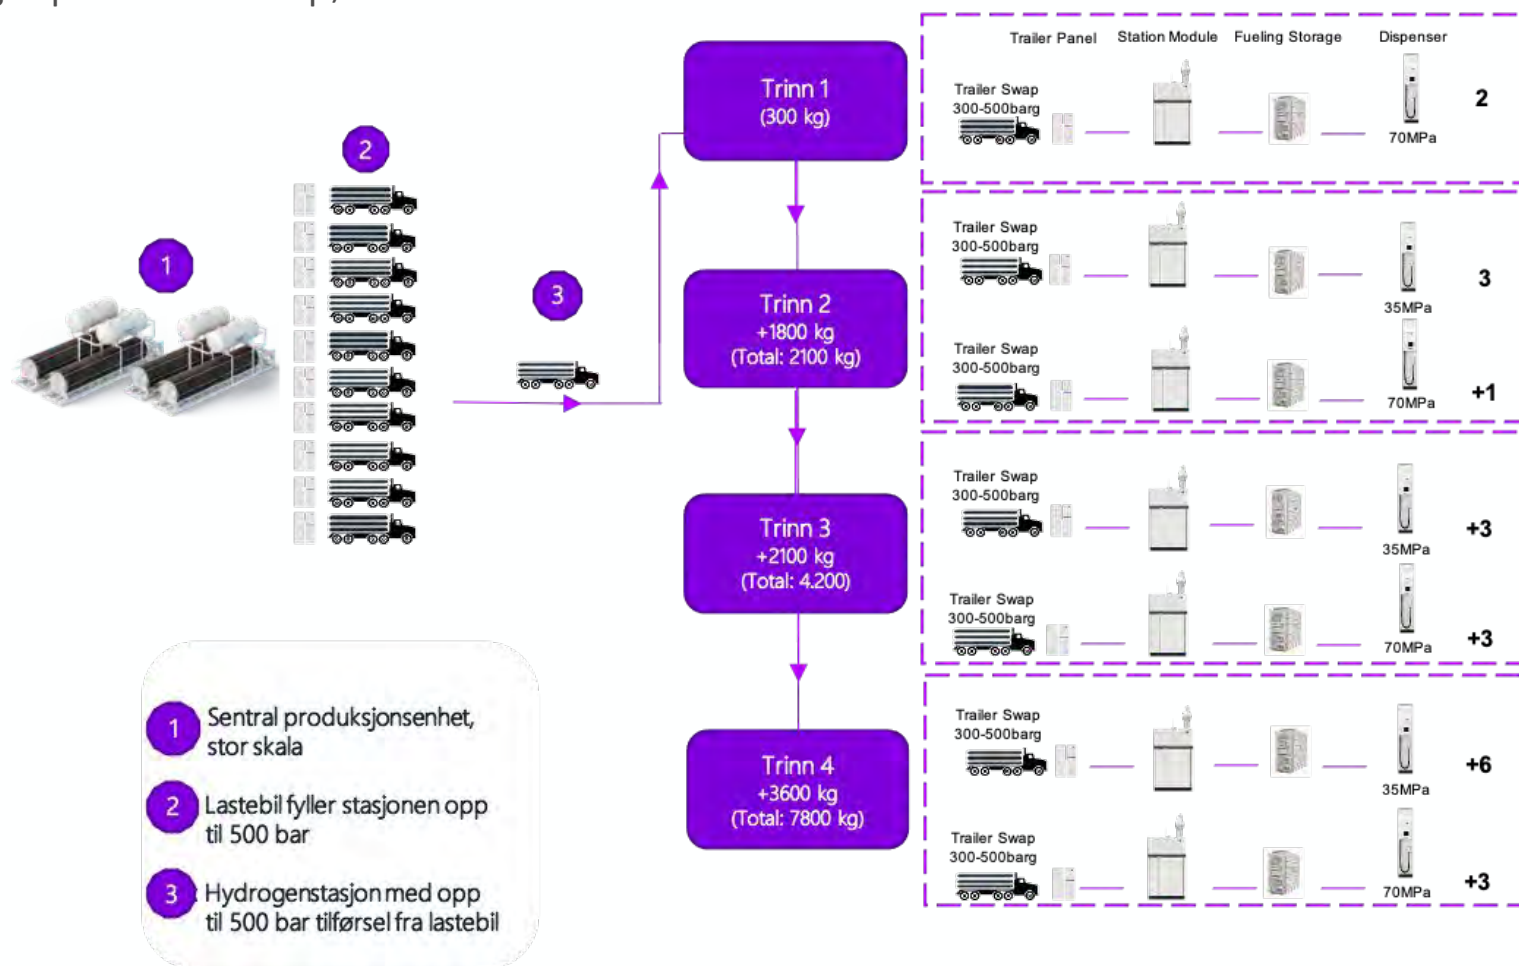 Trailer Panel
Station Module
Fueling Storage
Dispenser
Trailer Swap
300-500barg
70MPa
2
Trinn 1
(300 kg)
2
1
3
Trailer Swap
300-500barg
35MPa
3
Trinn 2
+1800 kg
(Total: 2100 kg)
Trailer Swap
300-500barg
70MPa
+1
Trailer Swap
300-500barg
35MPa
+3
Trinn 3
+2100 kg
(Total: 4.200)
Trailer Swap
300-500barg
70MPa
+3
Trailer Swap
300-500barg
35MPa
+6
Trinn 4
+3600 kg
(Total: 7800 kg)
Trailer Swap
300-500barg
70MPa
+3
1 Sentral produksjonsenhet,
stor skala
2 Lastebil fyller stasjonen opp
til 500 bar
3 Hydrogenstasjon med opp
til 500 bar tilførsel fra lastebil